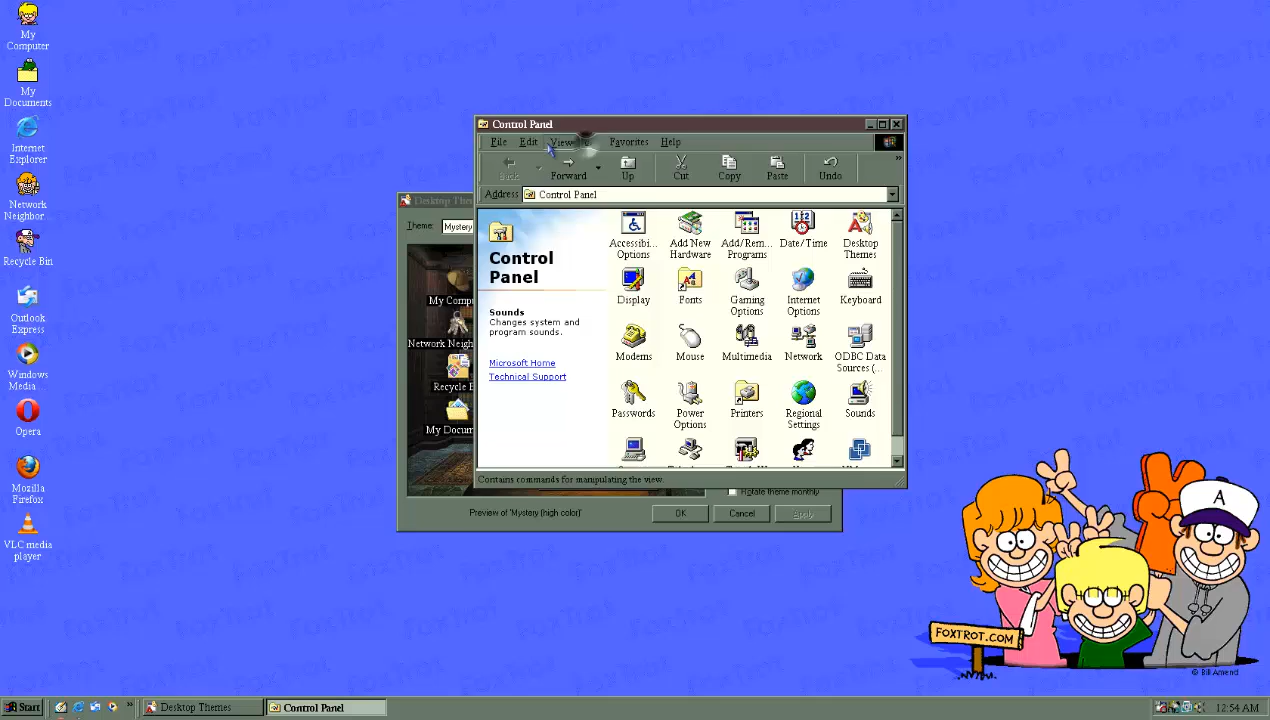 My
Computer
My
Documents
Internet
Explorer
Network
Neighbor...
Recycle Bin
Outlook
Express
Windows
Media ...
Opera
Mozilla
Firefox
VLC media
player
Control Panel
File Edit View Favorites Help
Back Forward Up Cut Copy Paste Undo
Address Control Panel
Control
Panel
Sounds
Changes system and
program sounds.
Microsoft Home
Technical Support
Accessibi...
Options
Add New
Hardware
Add/Rem...
Programs
Date/Time
Desktop
Themes
Display
Fonts
Gaming
Options
Internet
Options
Keyboard
Modems
Mouse
Multimedia
Network
ODBC Data
Sources (...
Passwords
Power
Options
Printers
Regional
Settings
Sounds
Contains commands for manipulating the view.
Desktop The
Theme: Mystery
My Compu
Network Neigh
Recycle B
My Docum
Rotate theme monthly
Preview of 'Mystery (high color)'
OK Cancel Apply
A
FOXTROT.COM
© Bill Amend
Start
Desktop Themes
Control Panel
12:54 AM